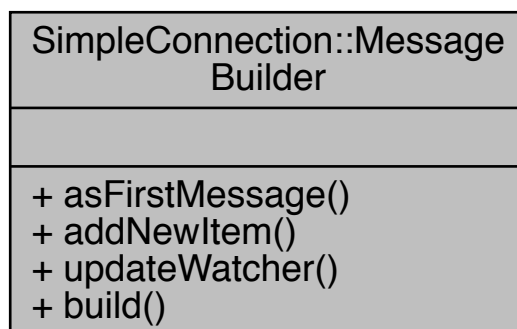 SimpleConnection::Message
Builder
+ asFirstMessage()
+ addNewItem()
+ updateWatcher()
+ build()